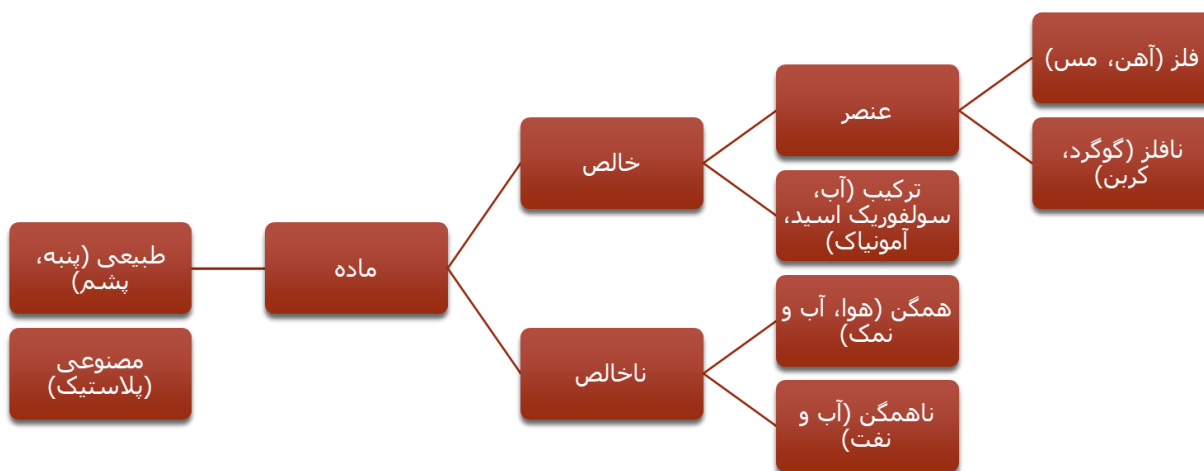 فلز (آهن، مس)
عنصر
نافلز (گوگرد،
کربن)
خالص
ترکیب (آب،
سولفوریک اسید،
آمونیاک)
طبیعی (پنبه،
پشم)
ماده
همگن (هوا، آب و
نمک)
مصنوعی
(پلاستیک)
ناخالص
ناهمگن (آب و
نفت)